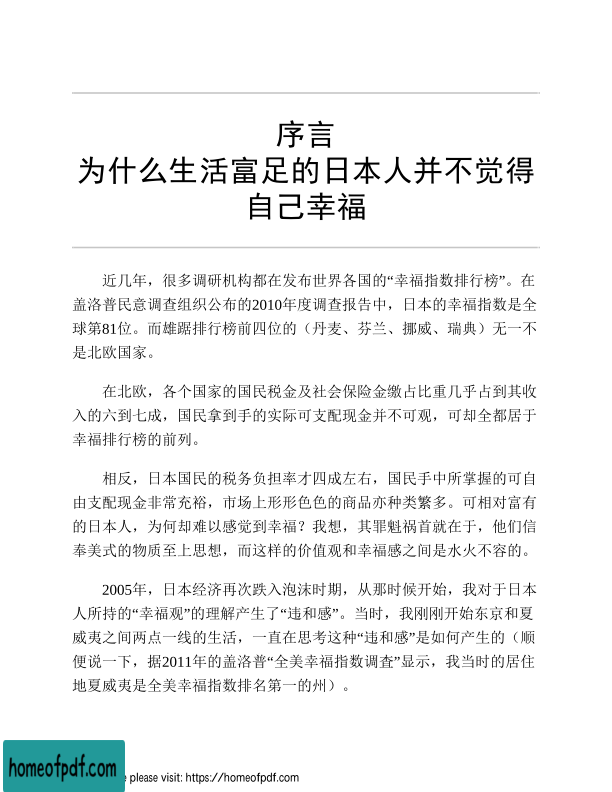 序言
为什么生活富足的日本人并不觉得
自己幸福
近几年，很多调研机构都在发布世界各国的“幸福指数排行榜”。在
盖洛普民意调查组织公布的2010年度调查报告中，日本的幸福指数是全
球第81位。而雄踞排行榜前四位的（丹麦、芬兰、挪威、瑞典）无一不
是北欧国家。
在北欧，各个国家的国民税金及社会保险金缴占比重几乎占到其收
入的六到七成，国民拿到手的实际可支配现金并不可观，可却全都居于
幸福排行榜的前列。
相反，日本国民的税务负担率才四成左右，国民手中所掌握的可自
由支配现金非常充裕，市场上形形色色的商品亦种类繁多。可相对富有
的日本人，为何却难以感觉到幸福？我想，其罪魁祸首就在于，他们信
奉美式的物质至上思想，而这样的价值观和幸福感之间是水火不容的。
2005年，日本经济再次跌入泡沫时期，从那时候开始，我对于日本
人所持的“幸福观”的理解产生了“违和感”。当时，我刚刚开始东京和夏
威夷之间两点一线的生活，一直在思考这种“违和感”是如何产生的（顺
便说一下，据2011年的盖洛普“全美幸福指数调查”显示，我当时的居住
地夏威夷是全美幸福指数排名第一的州）。
homeofpdf.com
please visit: https://homeofpdf.com